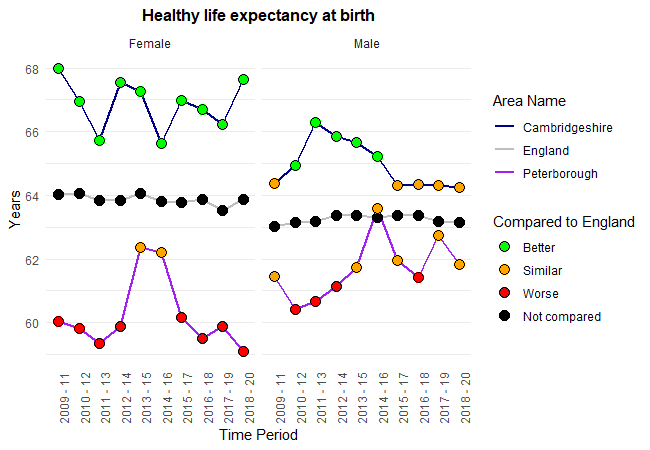 Healthy life expectancy at birth
Female
Male
68
66
64
62
60
Years
2009 - 11
2010 - 12
2011 - 13
2012 - 14
2013 - 15
2014 - 16
2015 - 17
2016 - 18
2017 - 19
2018 - 20
2009 - 11
2010 - 12
2011 - 13
2012 - 14
2013 - 15
2014 - 16
2015 - 17
2016 - 18
2017 - 19
2018 - 20
Time Period
Area Name
Cambridgeshire
England
Peterborough
Compared to England
Better
Similar
Worse
Not compared